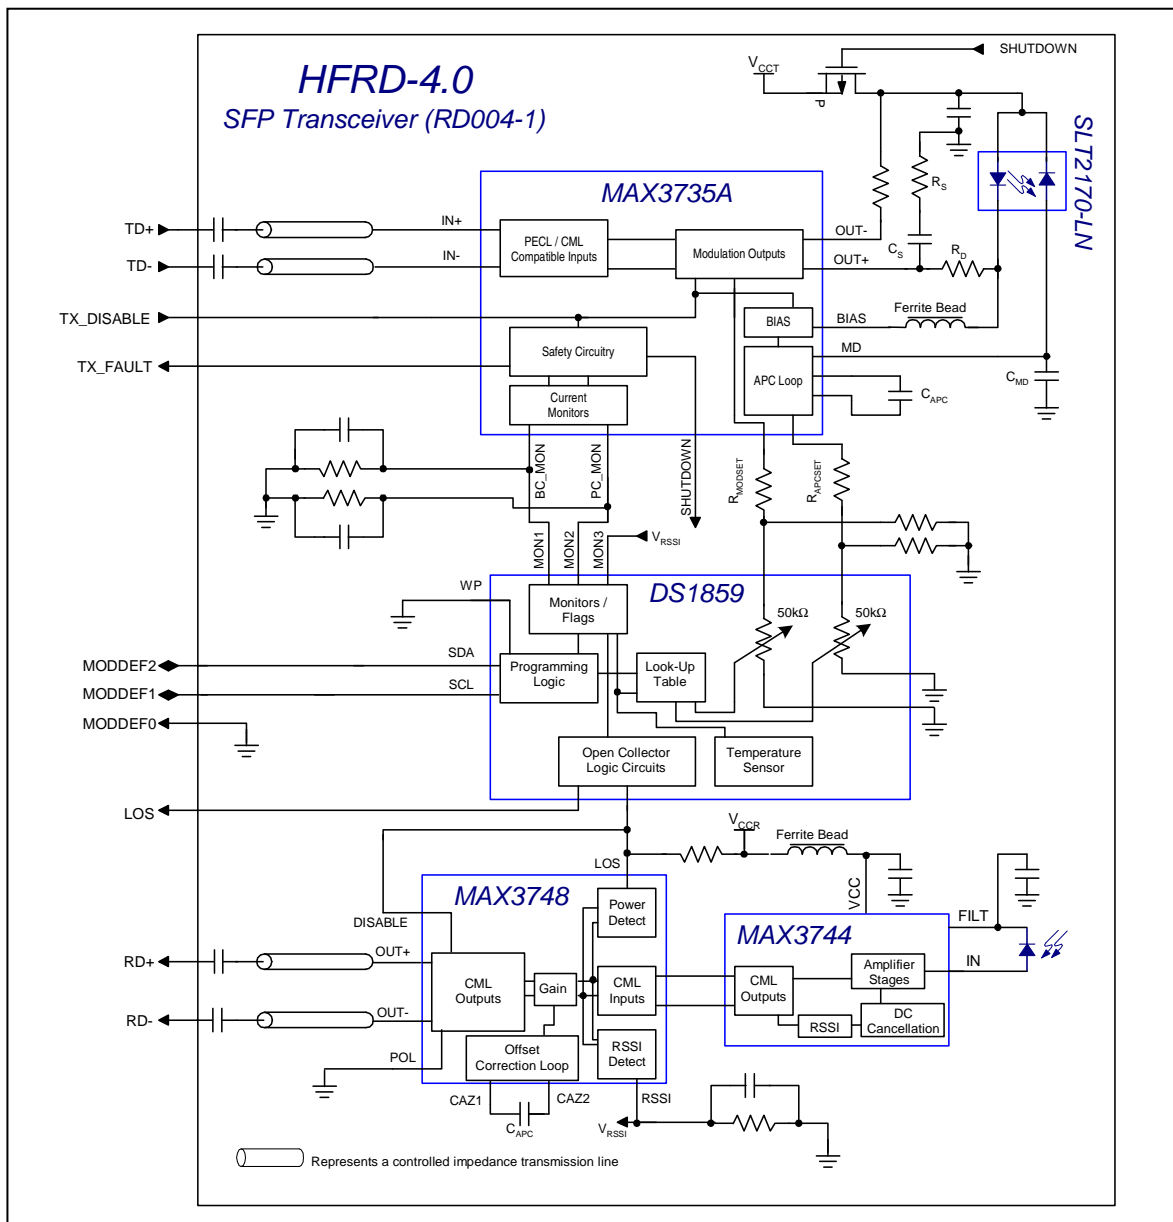 HFRD-4.0
SFP Transceiver (RD004-1)
SHUTDOWN
VCCT
P
SLT2170-LN
MAX3735A
RS
TD+
IN+
PECL / CML
Compatible Inputs
Modulation Outputs
OUT-
CS
RD
TD-
IN-
OUT+
TX_DISABLE
BIAS
BIAS
Ferrite Bead
TX_FAULT
Safety Circuitry
MD
APC Loop
CAPC
CMD
Current
Monitors
BC_MON
PC_MON
SHUTDOWN
RMODSET
RAPCSET
MON1
MON2
MON3
VRSSI
WP
Monitors /
Flags
DS1859
50kΩ
50kΩ
MODDEF2
SDA
Programming
Logic
Look-Up
Table
MODDEF1
SCL
MODDEF0
Open Collector
Logic Circuits
Temperature
Sensor
LOS
VCCR
Ferrite Bead
LOS
VCC
MAX3748
Power
Detect
DISABLE
FILT
MAX3744
RD+
OUT+
CML
Outputs
Gain
CML
Inputs
CML
Outputs
Amplifier
Stages
IN
RD-
OUT-
RSSI
DC
Cancellation
POL
Offset
Correction Loop
RSSI
Detect
CAZ1
CAZ2
RSSI
CAPC
VRSSI
Represents a controlled impedance transmission line